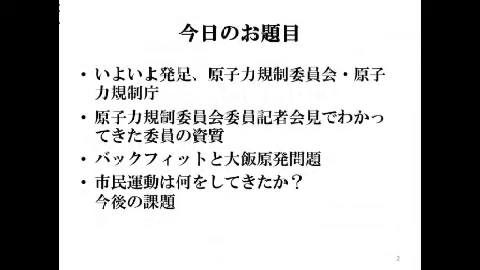 今日のお題目
• いよいよ発足、原子力規制委員会・原子
力規制庁
• 原子力規制委員会委員記者会見でわかっ
てきた委員の資質
• バックフィットと大飯原発問題
• 市民運動は何をしてきたか？
今後の課題
2